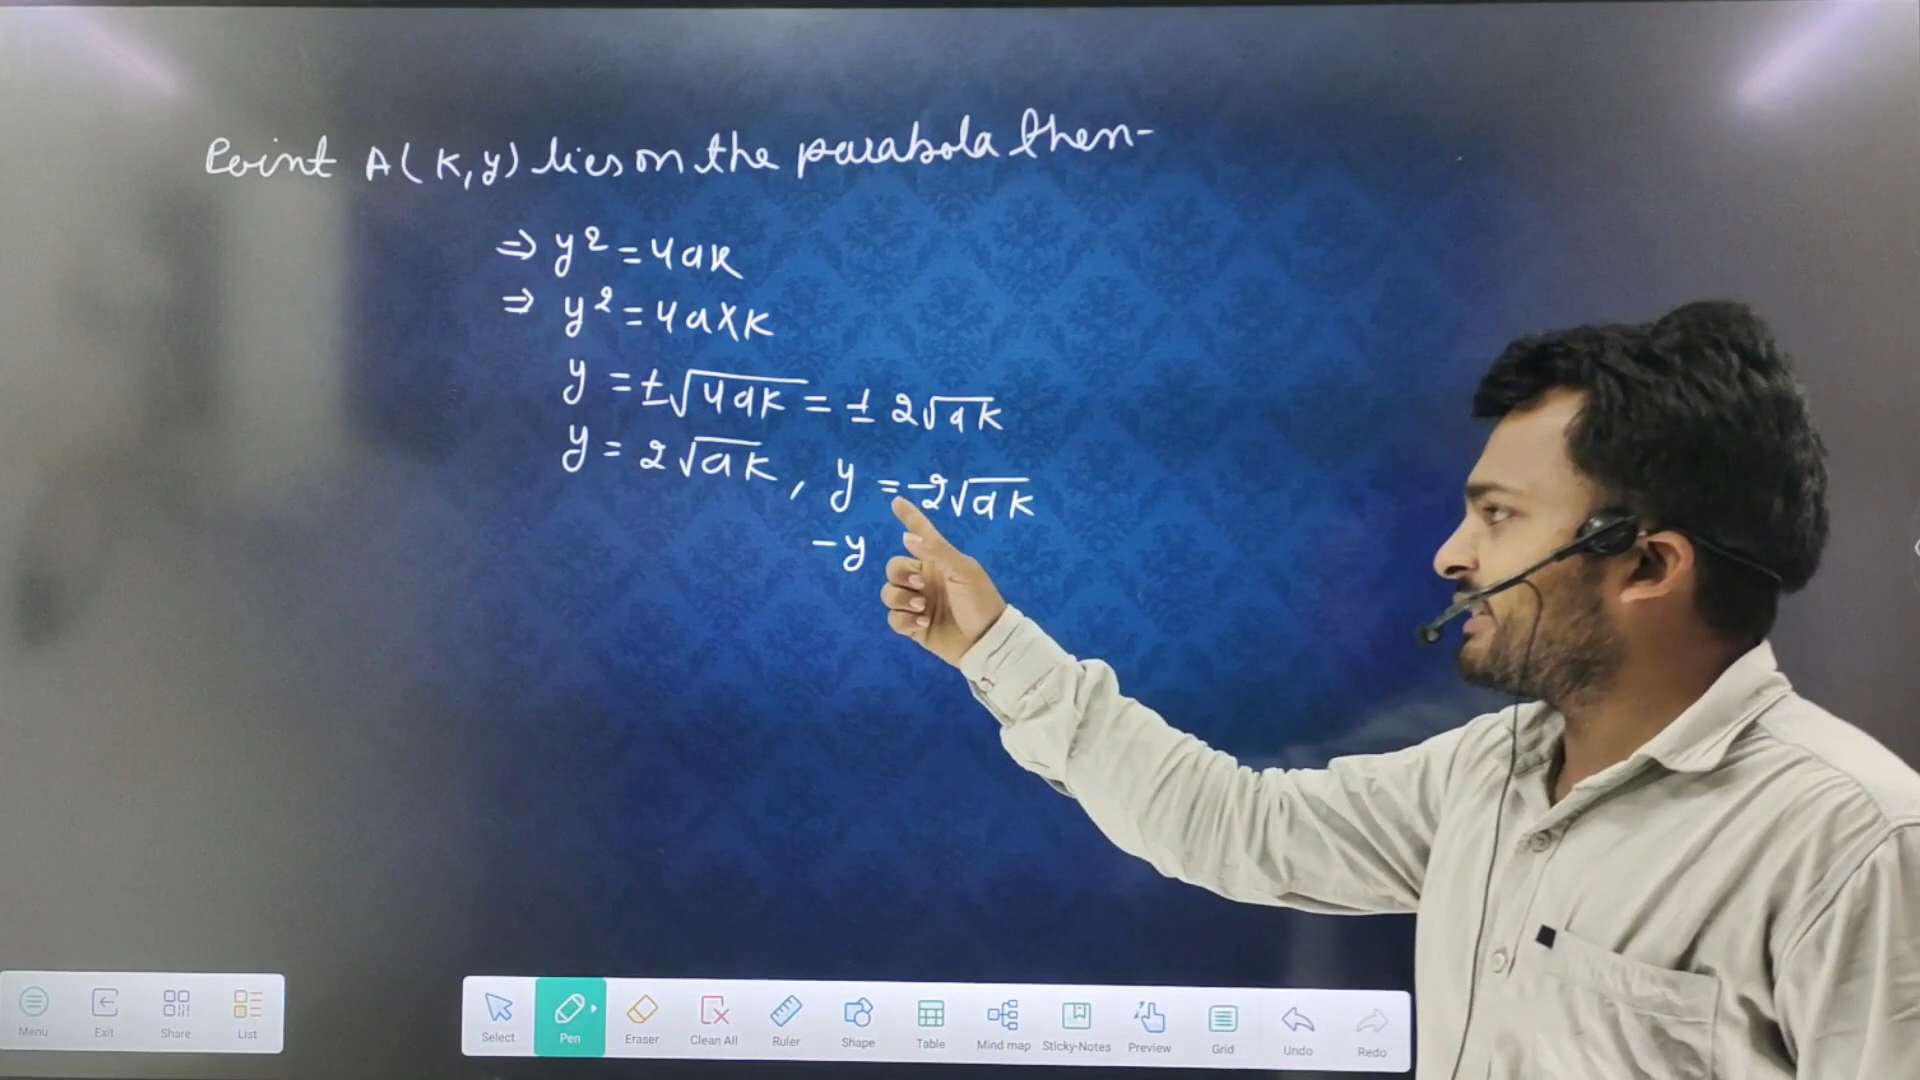 Point A(K,y) lies on the parabola then-
⇒ y² = 4ak
⇒ y² = 4a×k
y = ±√4ak = ± 2√ak
y = 2√ak, y = -2√ak
-y
Menu Exit Share List
Select Pen Eraser Clean All Ruler Shape Table Mind map Sticky-Notes Preview Grid Undo Redo